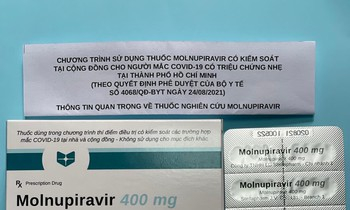 CHƯƠNG TRÌNH SỬ DỤNG THUỐC MOLNUPIRAVIR CÓ KIỂM SOÁT
TẠI CỘNG ĐỒNG CHO NGƯỜI MẮC COVID-19 CÓ TRIỆU CHỨNG NHẸ
TẠI THÀNH PHỐ HỒ CHÍ MINH
(THEO QUYẾT ĐỊNH PHÊ DUYỆT CỦA BỘ Y TẾ
SỐ 4068/QĐ-BYT NGÀY 24/08/2021)
THÔNG TIN QUAN TRỌNG VỀ THUỐC NGHIÊN CỨU MOLNUPIRAVIR
Thuốc dùng trong chương trình thí điểm điều trị có kiểm soát các trường hợp
mắc COVID-19 tại nhà và cộng đồng - Không sử dụng cho mục đích khác
Rx Prescription Drug
Molnupiravir 400 mg
Molnupiravir 400 mg
Molnupiravir 400 mg
Molnupiravir 400 mg